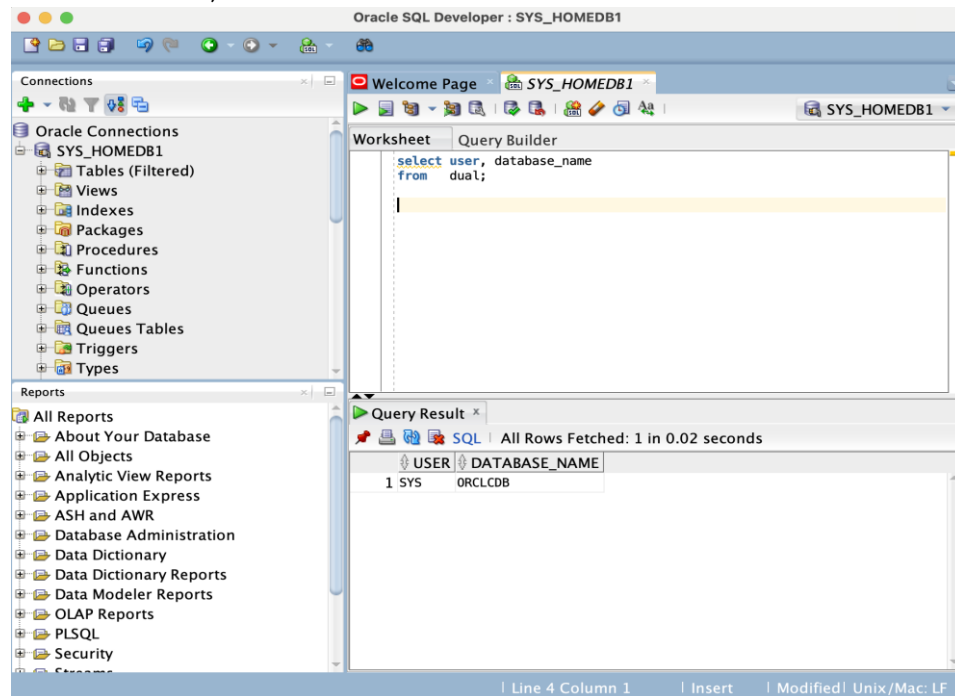 Oracle SQL Developer : SYS_HOMEDB1
Connections
Oracle Connections
SYS_HOMEDB1
Tables (Filtered)
Views
Indexes
Packages
Procedures
Functions
Operators
Queues
Queues Tables
Triggers
Types
Reports
All Reports
About Your Database
All Objects
Analytic View Reports
Application Express
ASH and AWR
Database Administration
Data Dictionary
Data Dictionary Reports
Data Modeler Reports
OLAP Reports
PLSQL
Security
Welcome Page SYS_HOMEDB1
SYS_HOMEDB1
Worksheet Query Builder
select user, database_name
from dual;
Query Result
SQL All Rows Fetched: 1 in 0.02 seconds
USER DATABASE_NAME
1 SYS ORCLCDB
Line 4 Column 1 Insert Modified Unix/Mac: LF